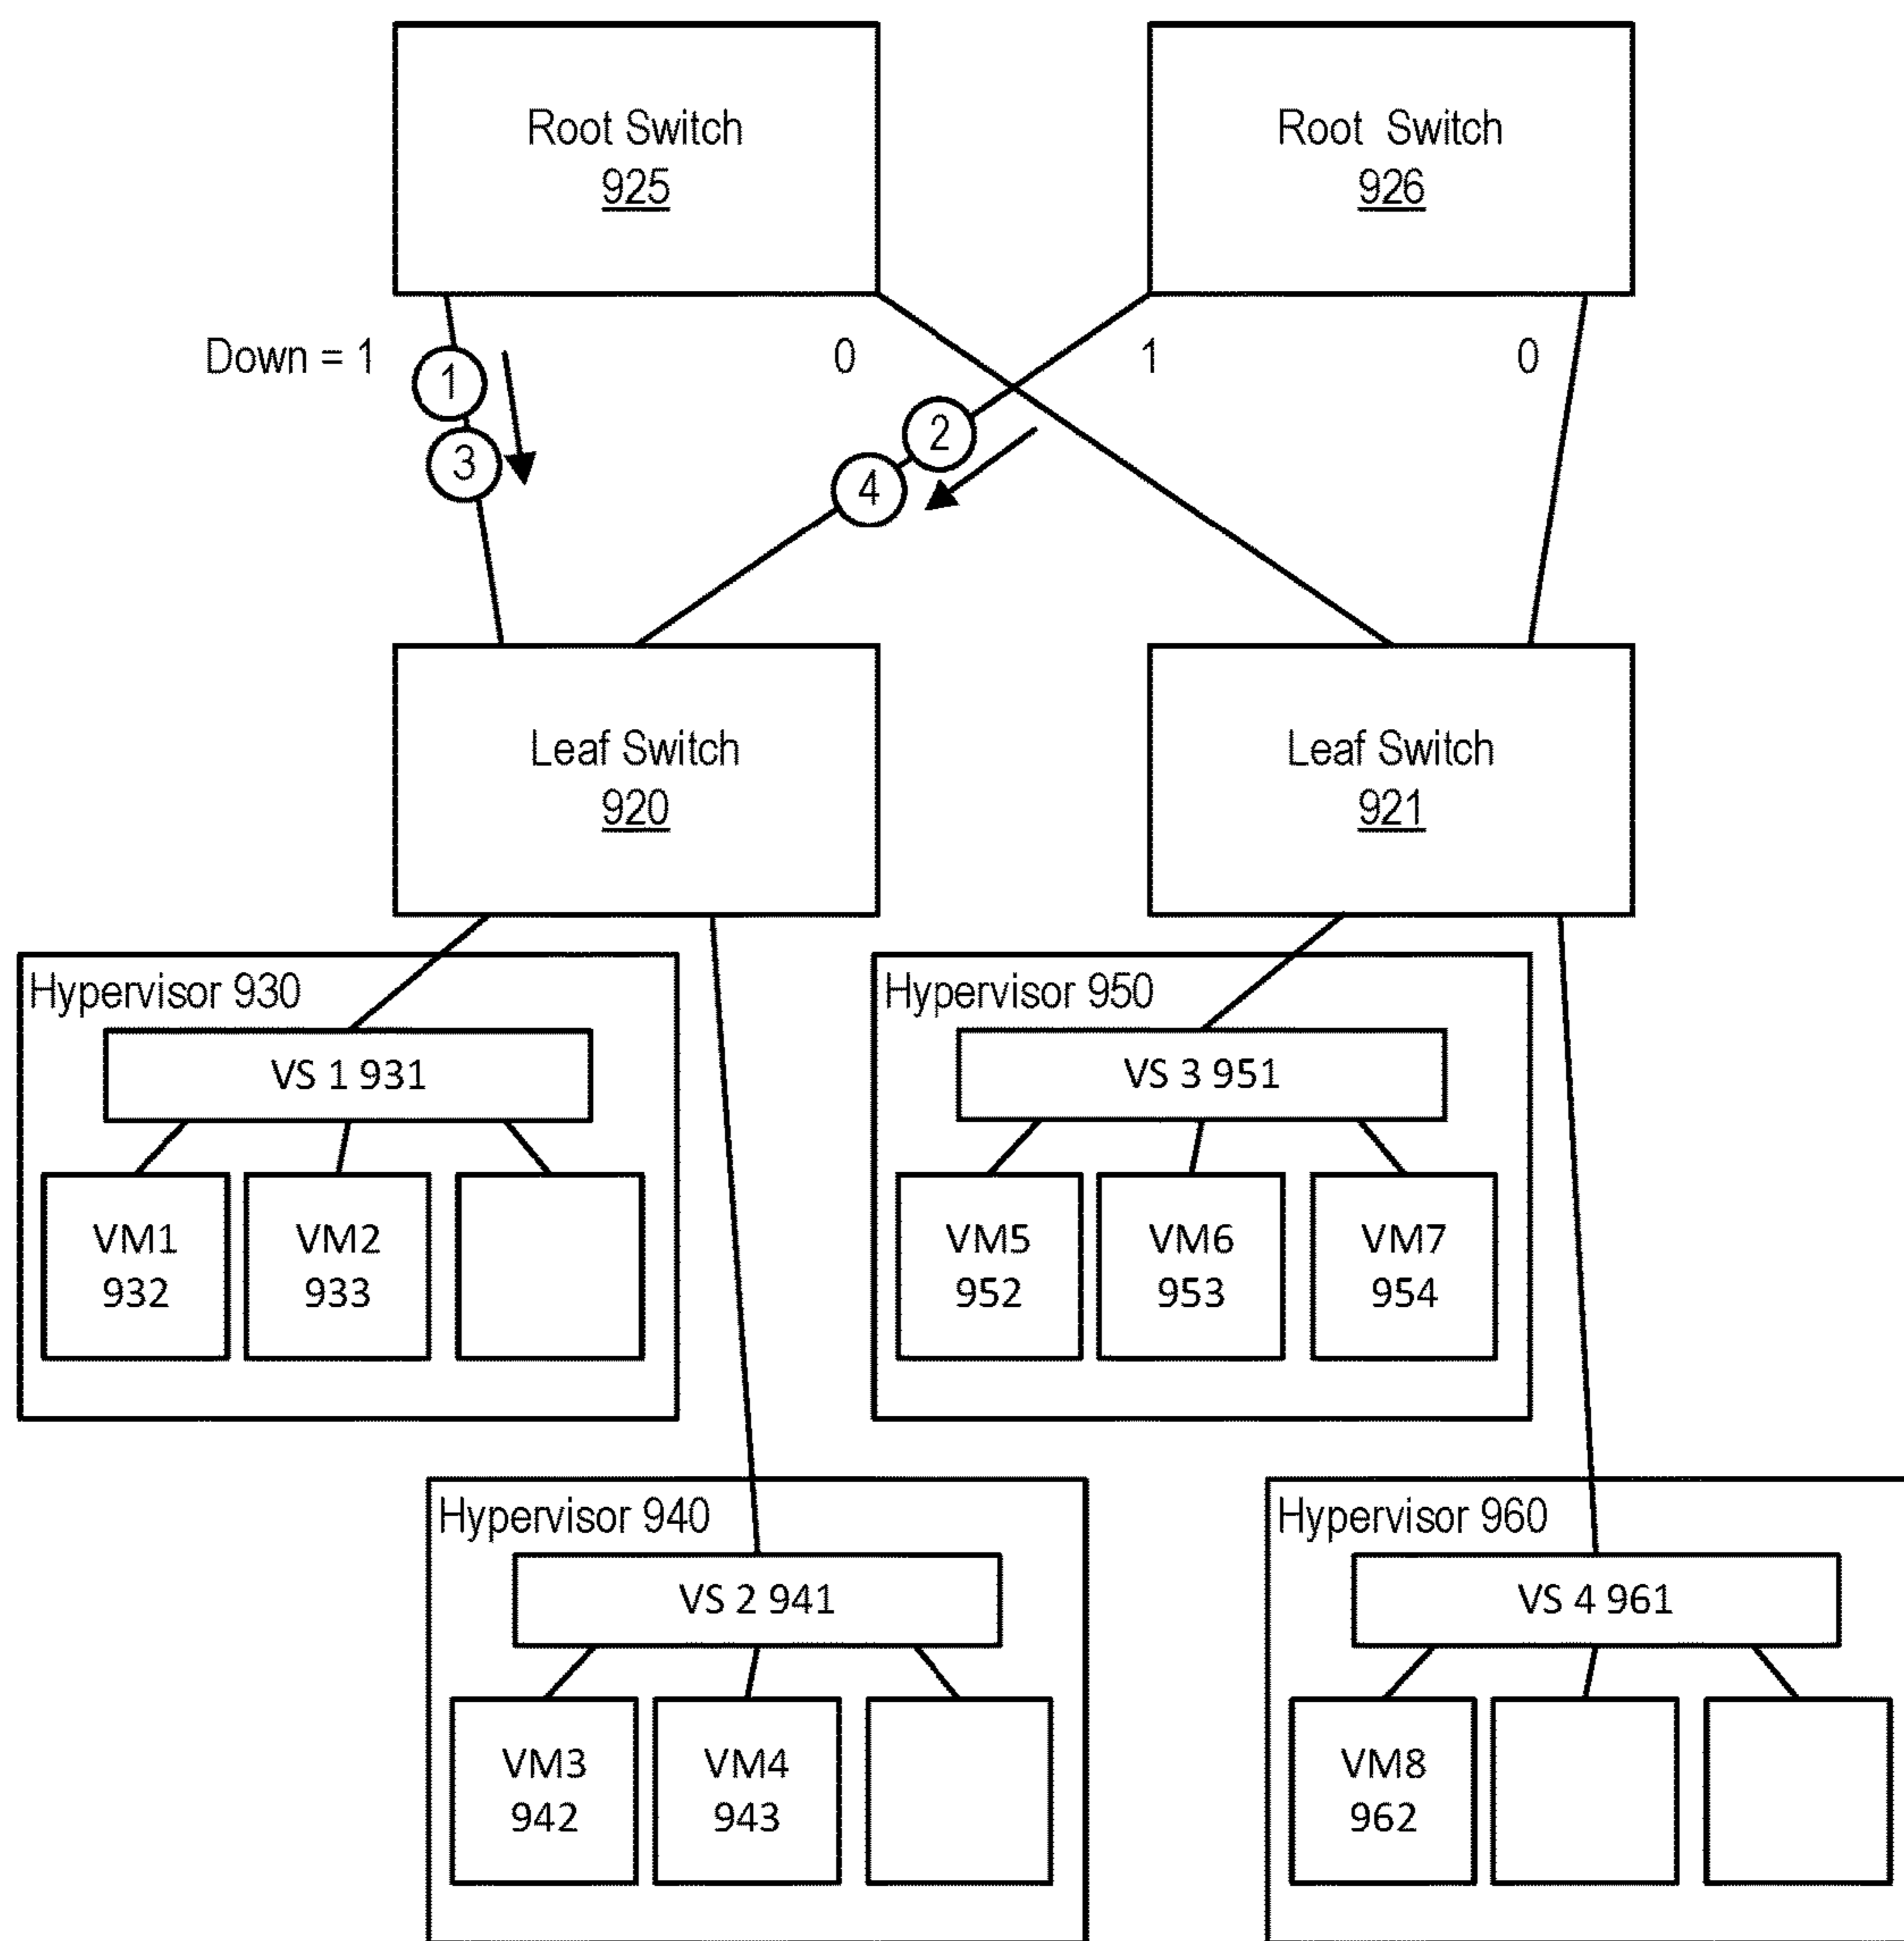 Root Switch
925
Root Switch
926
Down = 1
0
1
0
1
3
2
4
Leaf Switch
920
Leaf Switch
921
Hypervisor 930
VS 1 931
VM1
932
VM2
933
Hypervisor 950
VS 3 951
VM5
952
VM6
953
VM7
954
Hypervisor 940
VS 2 941
VM3
942
VM4
943
Hypervisor 960
VS 4 961
VM8
962